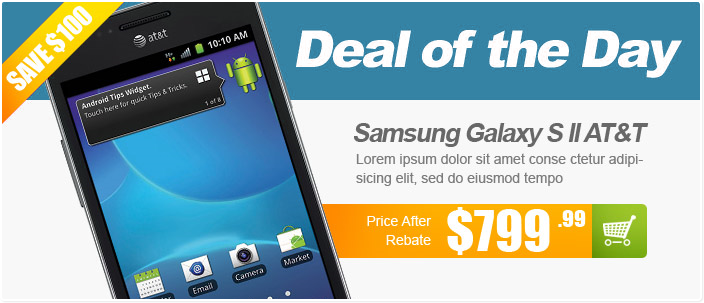 SAVE $100
Deal of the Day
at&t
10:10 AM
Android Tips Widget.
Touch here for quick Tips & Tricks.
1 of 8
Samsung Galaxy S II AT&T
Lorem ipsum dolor sit amet conse ctetur adipi-
sicing elit, sed do eiusmod tempo
Price After
Rebate
$799.99
Email
Camera
Market